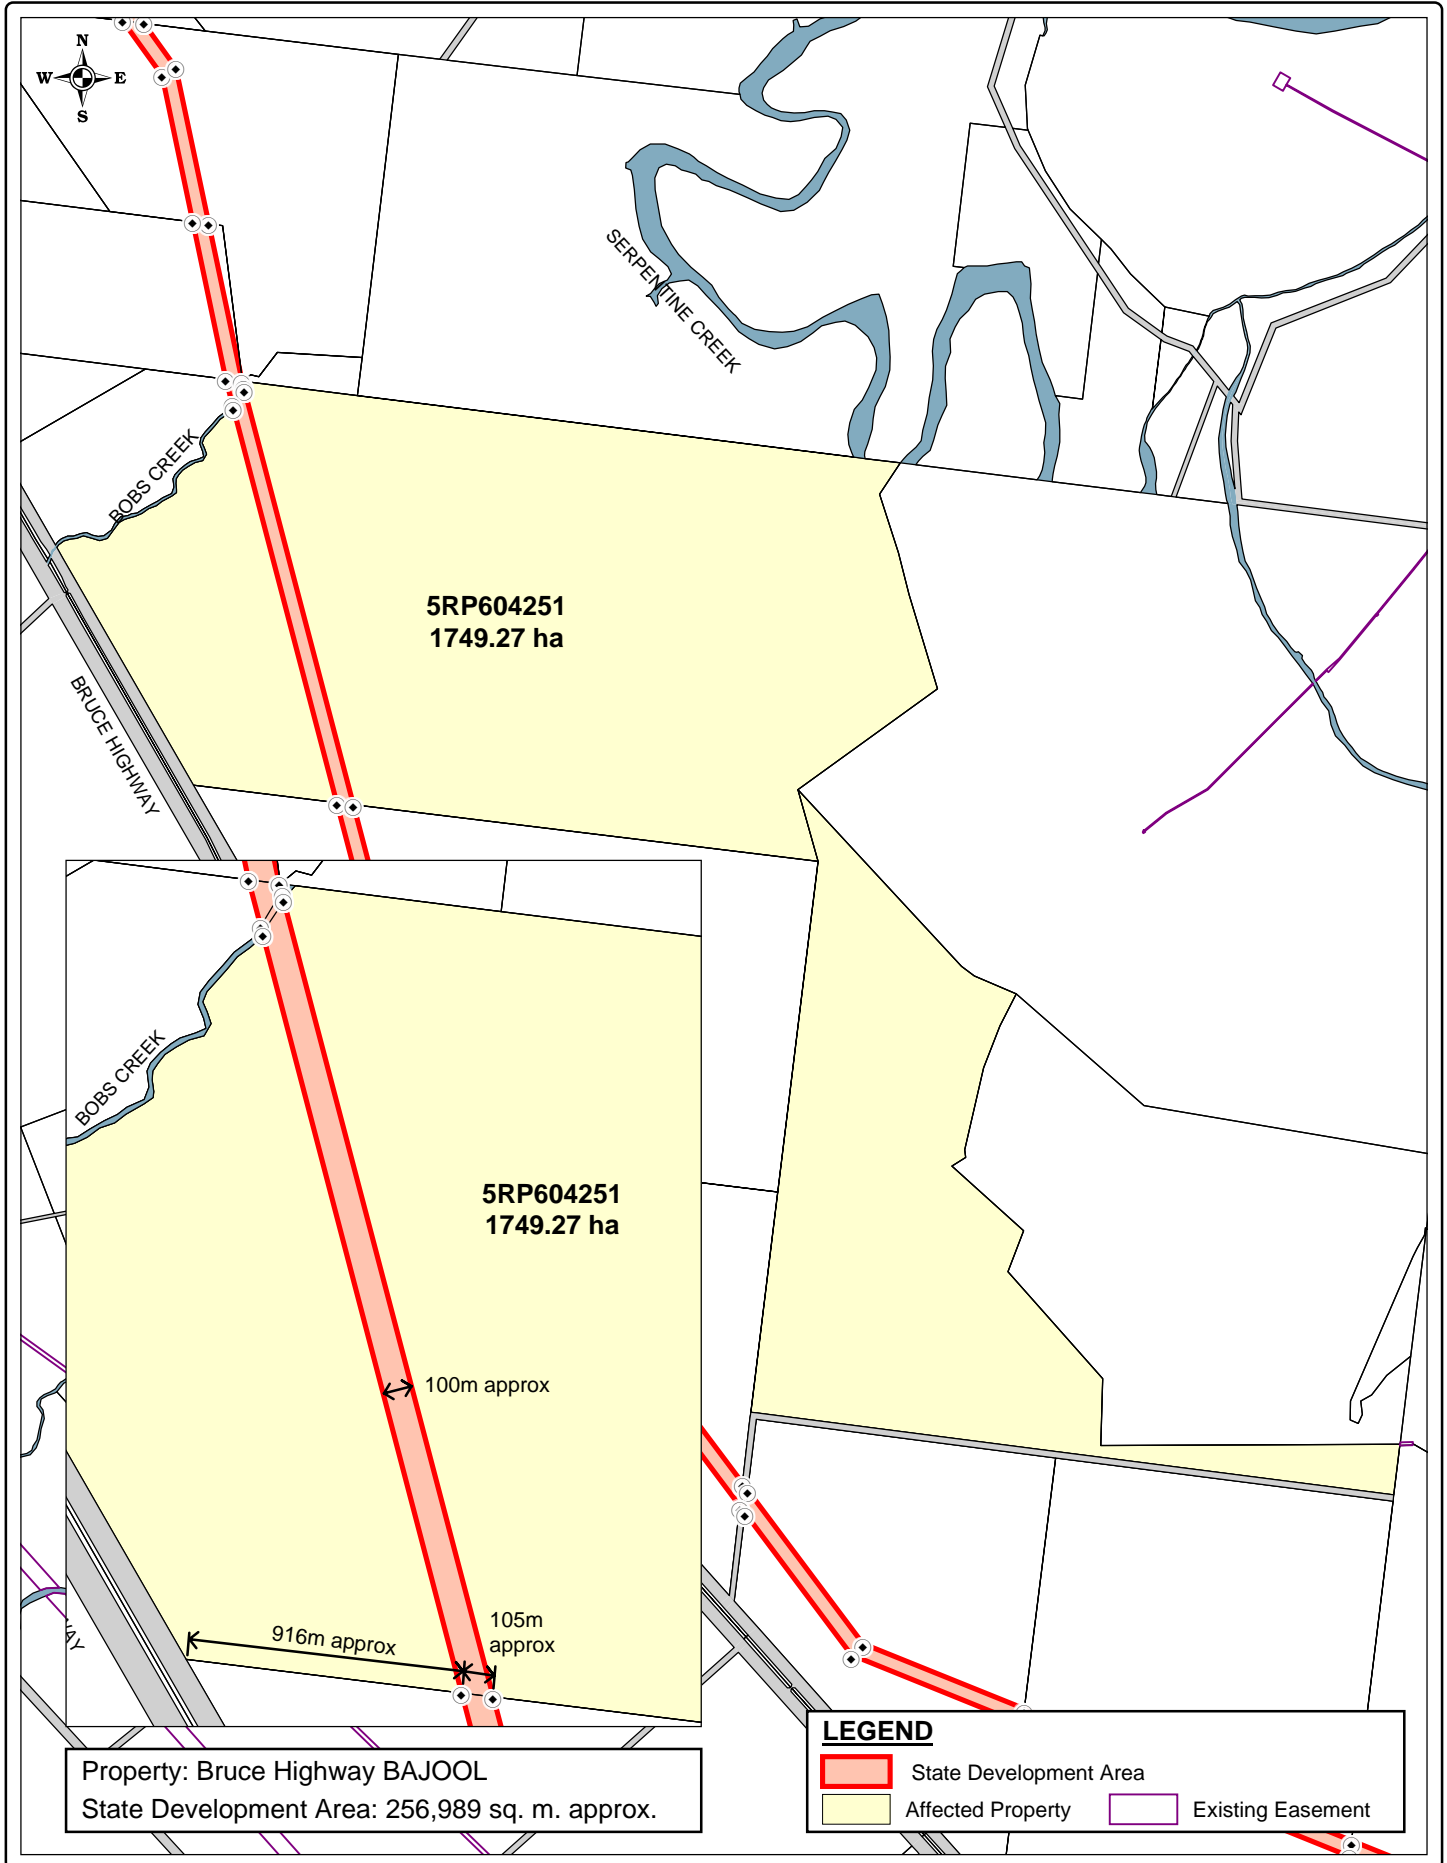 N
W E
S
SERPENTINE CREEK
BOBS CREEK
5RP604251
1749.27 ha
BRUCE HIGHWAY
BOBS CREEK
5RP604251
1749.27 ha
100m approx
105m
approx
916m approx
WAY
Property: Bruce Highway BAJOOL
State Development Area: 256,989 sq. m. approx.
LEGEND
State Development Area
Affected Property
Existing Easement